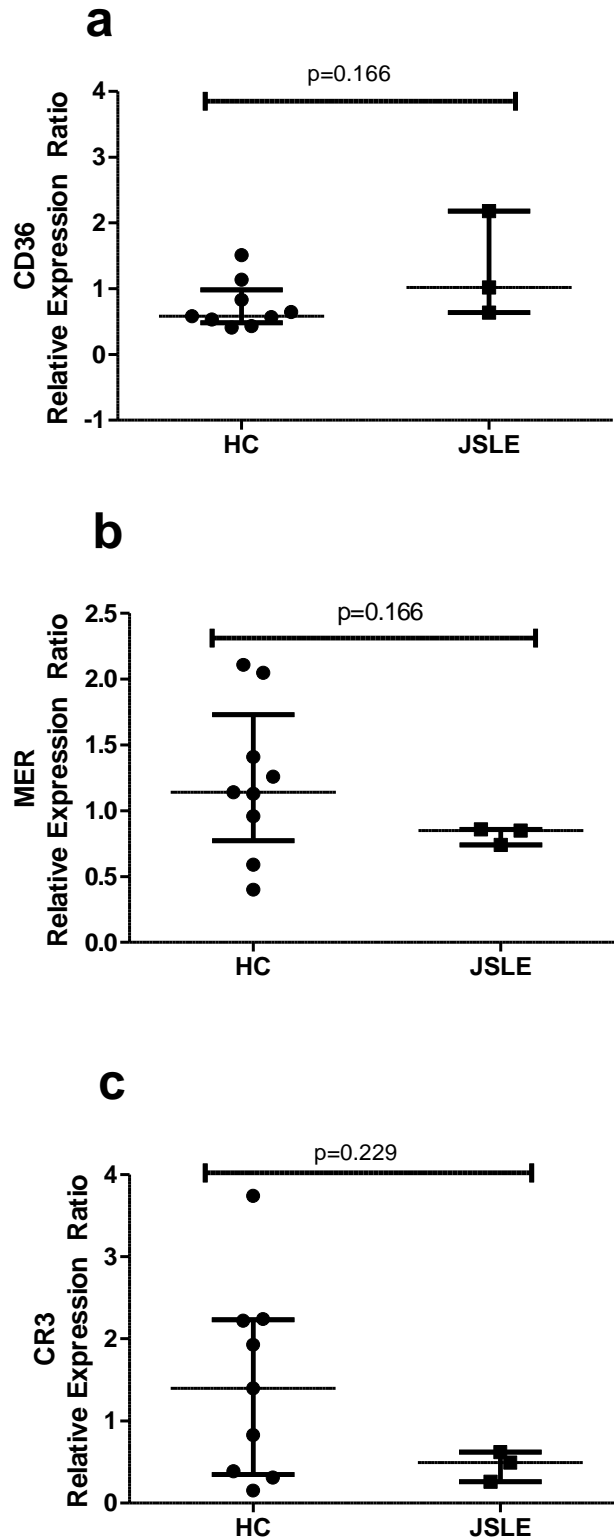 a
p=0.166
4
3
2
1
0
-1
CD36
Relative Expression Ratio
HC
JSLE
b
p=0.166
2.5
2.0
1.5
1.0
0.5
0.0
MER
Relative Expression Ratio
HC
JSLE
c
p=0.229
4
3
2
1
0
CR3
Relative Expression Ratio
HC
JSLE